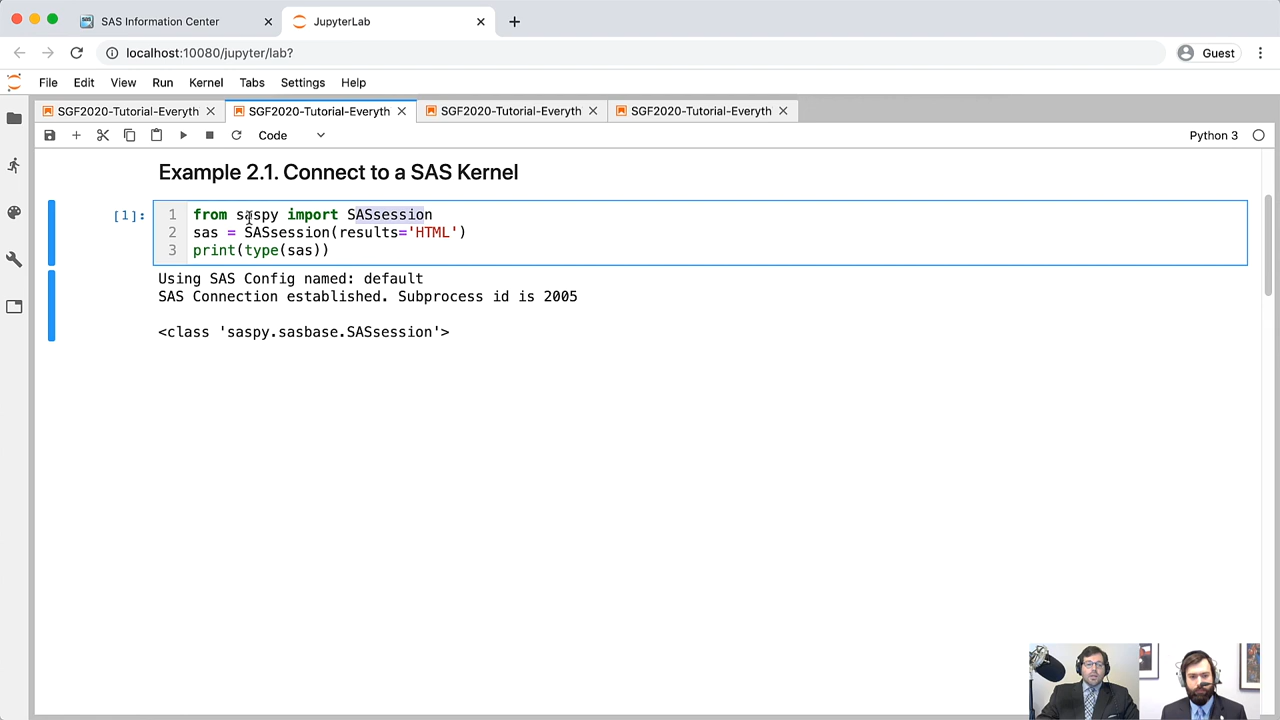 SAS Information Center
JupyterLab
localhost:10080/jupyter/lab?
Guest
File Edit View Run Kernel Tabs Settings Help
SGF2020-Tutorial-Everyth SGF2020-Tutorial-Everyth SGF2020-Tutorial-Everyth SGF2020-Tutorial-Everyth
Code
Python 3
Example 2.1. Connect to a SAS Kernel
[1]: 1 from saspy import SASsession
2 sas = SASsession(results='HTML')
3 print(type(sas))
Using SAS Config named: default
SAS Connection established. Subprocess id is 2005
<class 'saspy.sasbase.SASsession'>